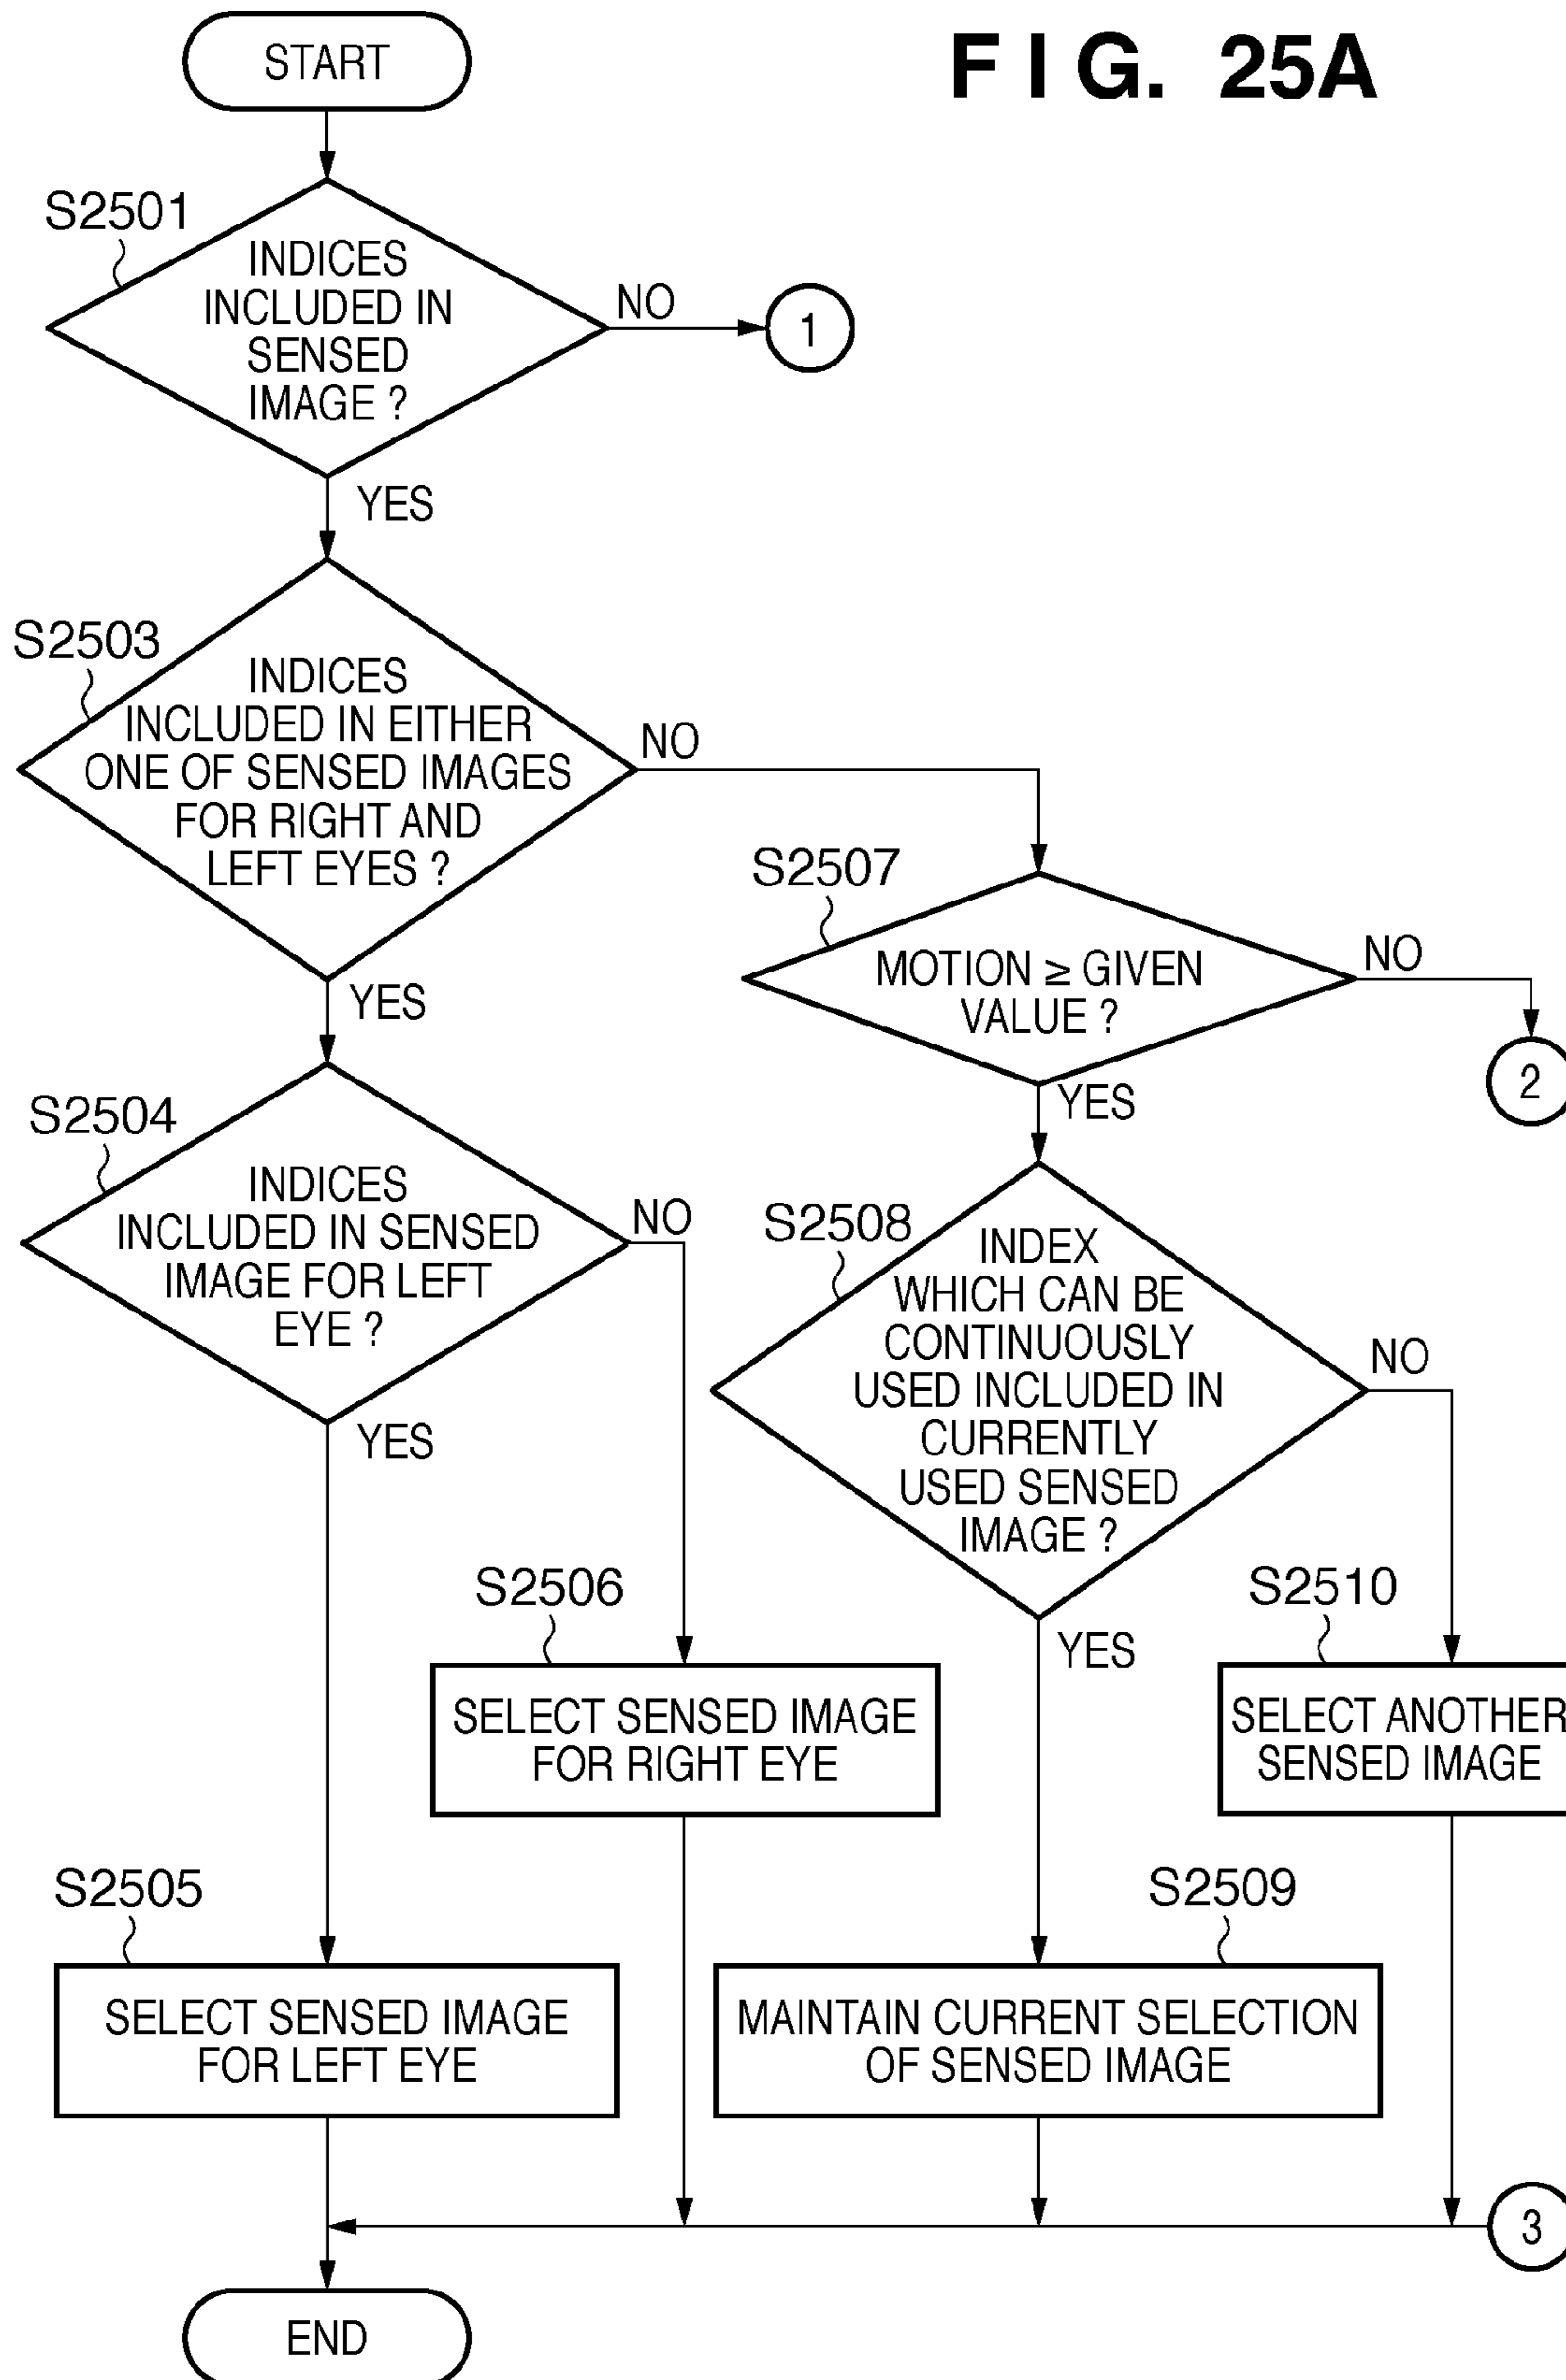 FIG. 25A
START
S2501
INDICES
INCLUDED IN
SENSED
IMAGE ?
NO
1
YES
S2503
INDICES
INCLUDED IN EITHER
ONE OF SENSED IMAGES
FOR RIGHT AND
LEFT EYES ?
NO
YES
S2507
MOTION ≥ GIVEN
VALUE ?
NO
2
YES
S2504
INDICES
INCLUDED IN SENSED
IMAGE FOR LEFT
EYE ?
NO
YES
S2508
INDEX
WHICH CAN BE
CONTINUOUSLY
USED INCLUDED IN
CURRENTLY
USED SENSED
IMAGE ?
NO
YES
S2506
SELECT SENSED IMAGE
FOR RIGHT EYE
S2510
SELECT ANOTHER
SENSED IMAGE
S2505
SELECT SENSED IMAGE
FOR LEFT EYE
S2509
MAINTAIN CURRENT SELECTION
OF SENSED IMAGE
3
END